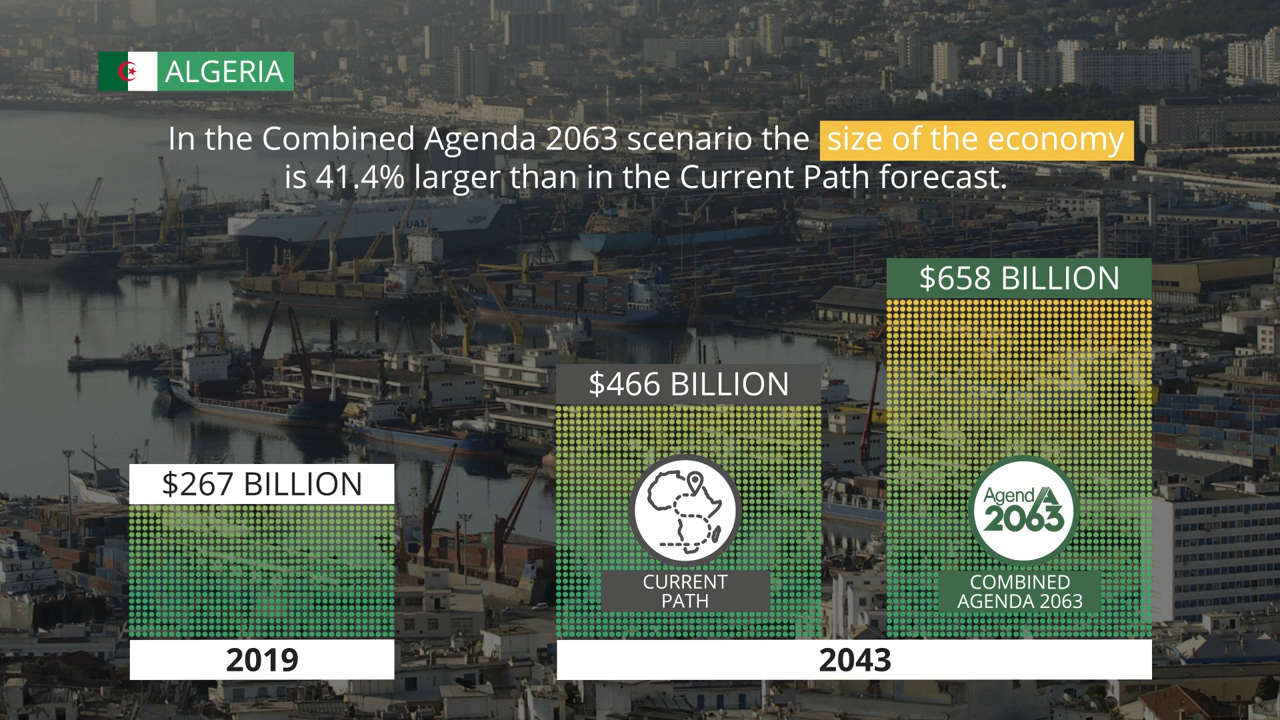 ALGERIA
In the Combined Agenda 2063 scenario the size of the economy
is 41.4% larger than in the Current Path forecast.
$658 BILLION
$466 BILLION
$267 BILLION
Agenda
2063
CURRENT
PATH
COMBINED
AGENDA 2063
2019
2043